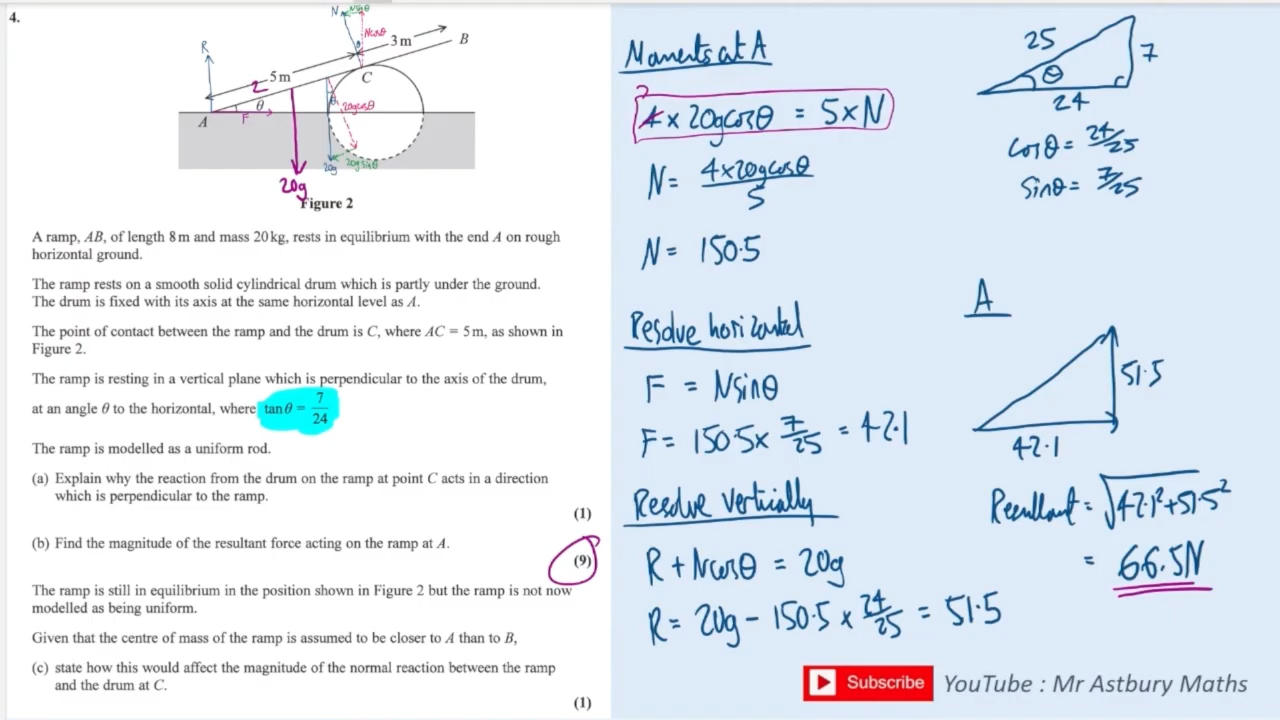 4.
N
Nsinθ
Ncosθ
3 m
B
R
5 m
2
C
θ
θ
20gcosθ
A
F
20g
20gsinθ
20g
Figure 2
A ramp, AB, of length 8 m and mass 20 kg, rests in equilibrium with the end A on rough
horizontal ground.
The ramp rests on a smooth solid cylindrical drum which is partly under the ground.
The drum is fixed with its axis at the same horizontal level as A.
The point of contact between the ramp and the drum is C, where AC = 5 m, as shown in
Figure 2.
The ramp is resting in a vertical plane which is perpendicular to the axis of the drum,
at an angle θ to the horizontal, where tan θ = 7/24
The ramp is modelled as a uniform rod.
(a) Explain why the reaction from the drum on the ramp at point C acts in a direction
which is perpendicular to the ramp.
(1)
(b) Find the magnitude of the resultant force acting on the ramp at A.
(9)
The ramp is still in equilibrium in the position shown in Figure 2 but the ramp is not now
modelled as being uniform.
Given that the centre of mass of the ramp is assumed to be closer to A than to B,
(c) state how this would affect the magnitude of the normal reaction between the ramp
and the drum at C.
(1)
Moments at A
2
4 × 20gcosθ = 5 × N
N = 4×20gcosθ/5
N = 150.5
Resolve horizontal
F = Nsinθ
F = 150.5 × 7/25 = 42.1
Resolve vertically
R + Ncosθ = 20g
R = 20g − 150.5 × 24/25 = 51.5
25
7
θ
24
cosθ = 24/25
sinθ = 7/25
A
51.5
42.1
Resultant = √42.1² + 51.5²
= 66.5N
Subscribe YouTube : Mr Astbury Maths